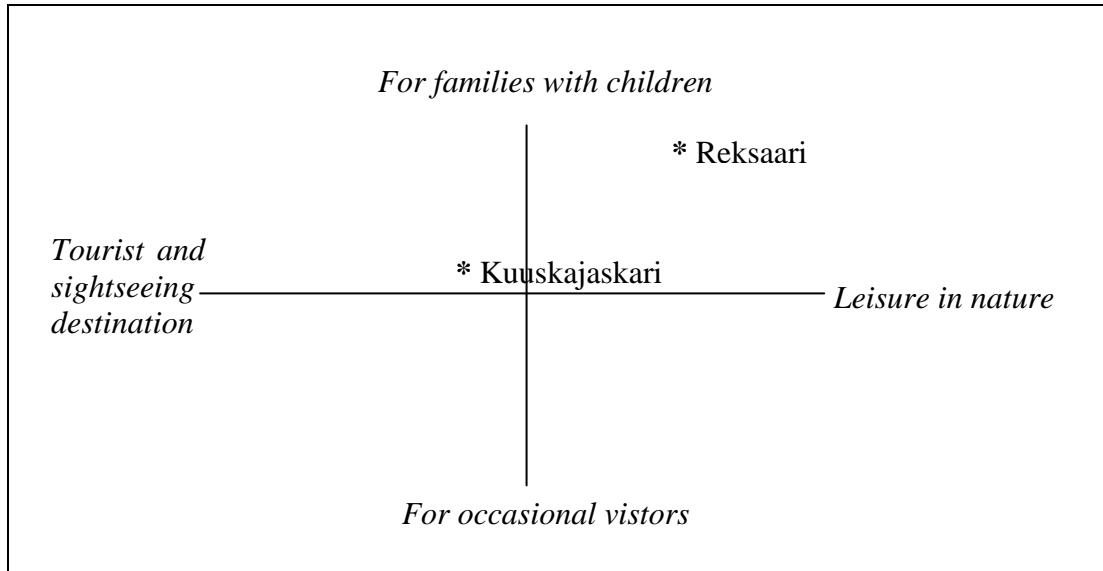 For families with children
* Reksaari
Tourist and
sightseeing
destination
* Kuuskajaskari
Leisure in nature
For occasional vistors